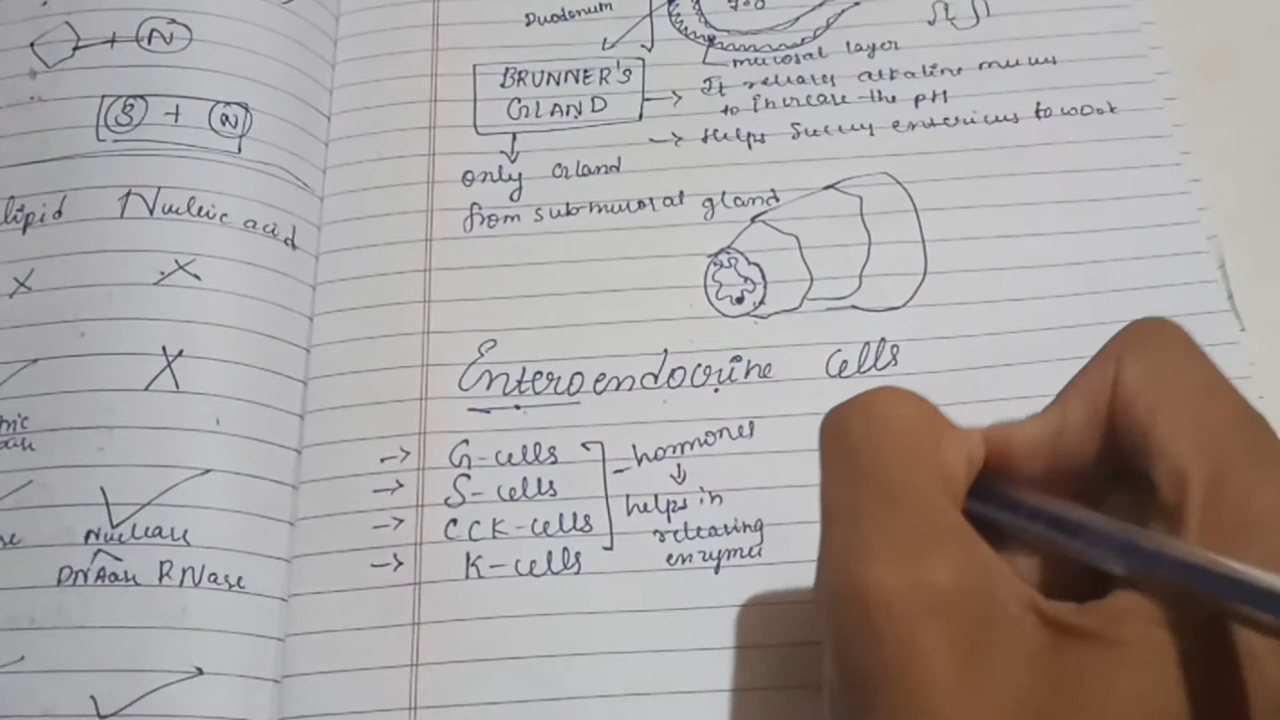 Duodenum
mucosal layer
BRUNNER'S
GLAND
It releases alkaline mucus
to increase the pH
Helps Succus entericus to work
only Gland
from submucosal gland
N
S + N
lipid Nucleic acid
Enteroendocrine Cells
G-cells
S-cells
CCK-cells
K-cells
hormones
helps in
releasing
enzyme
Nuclease
DNAase RNase